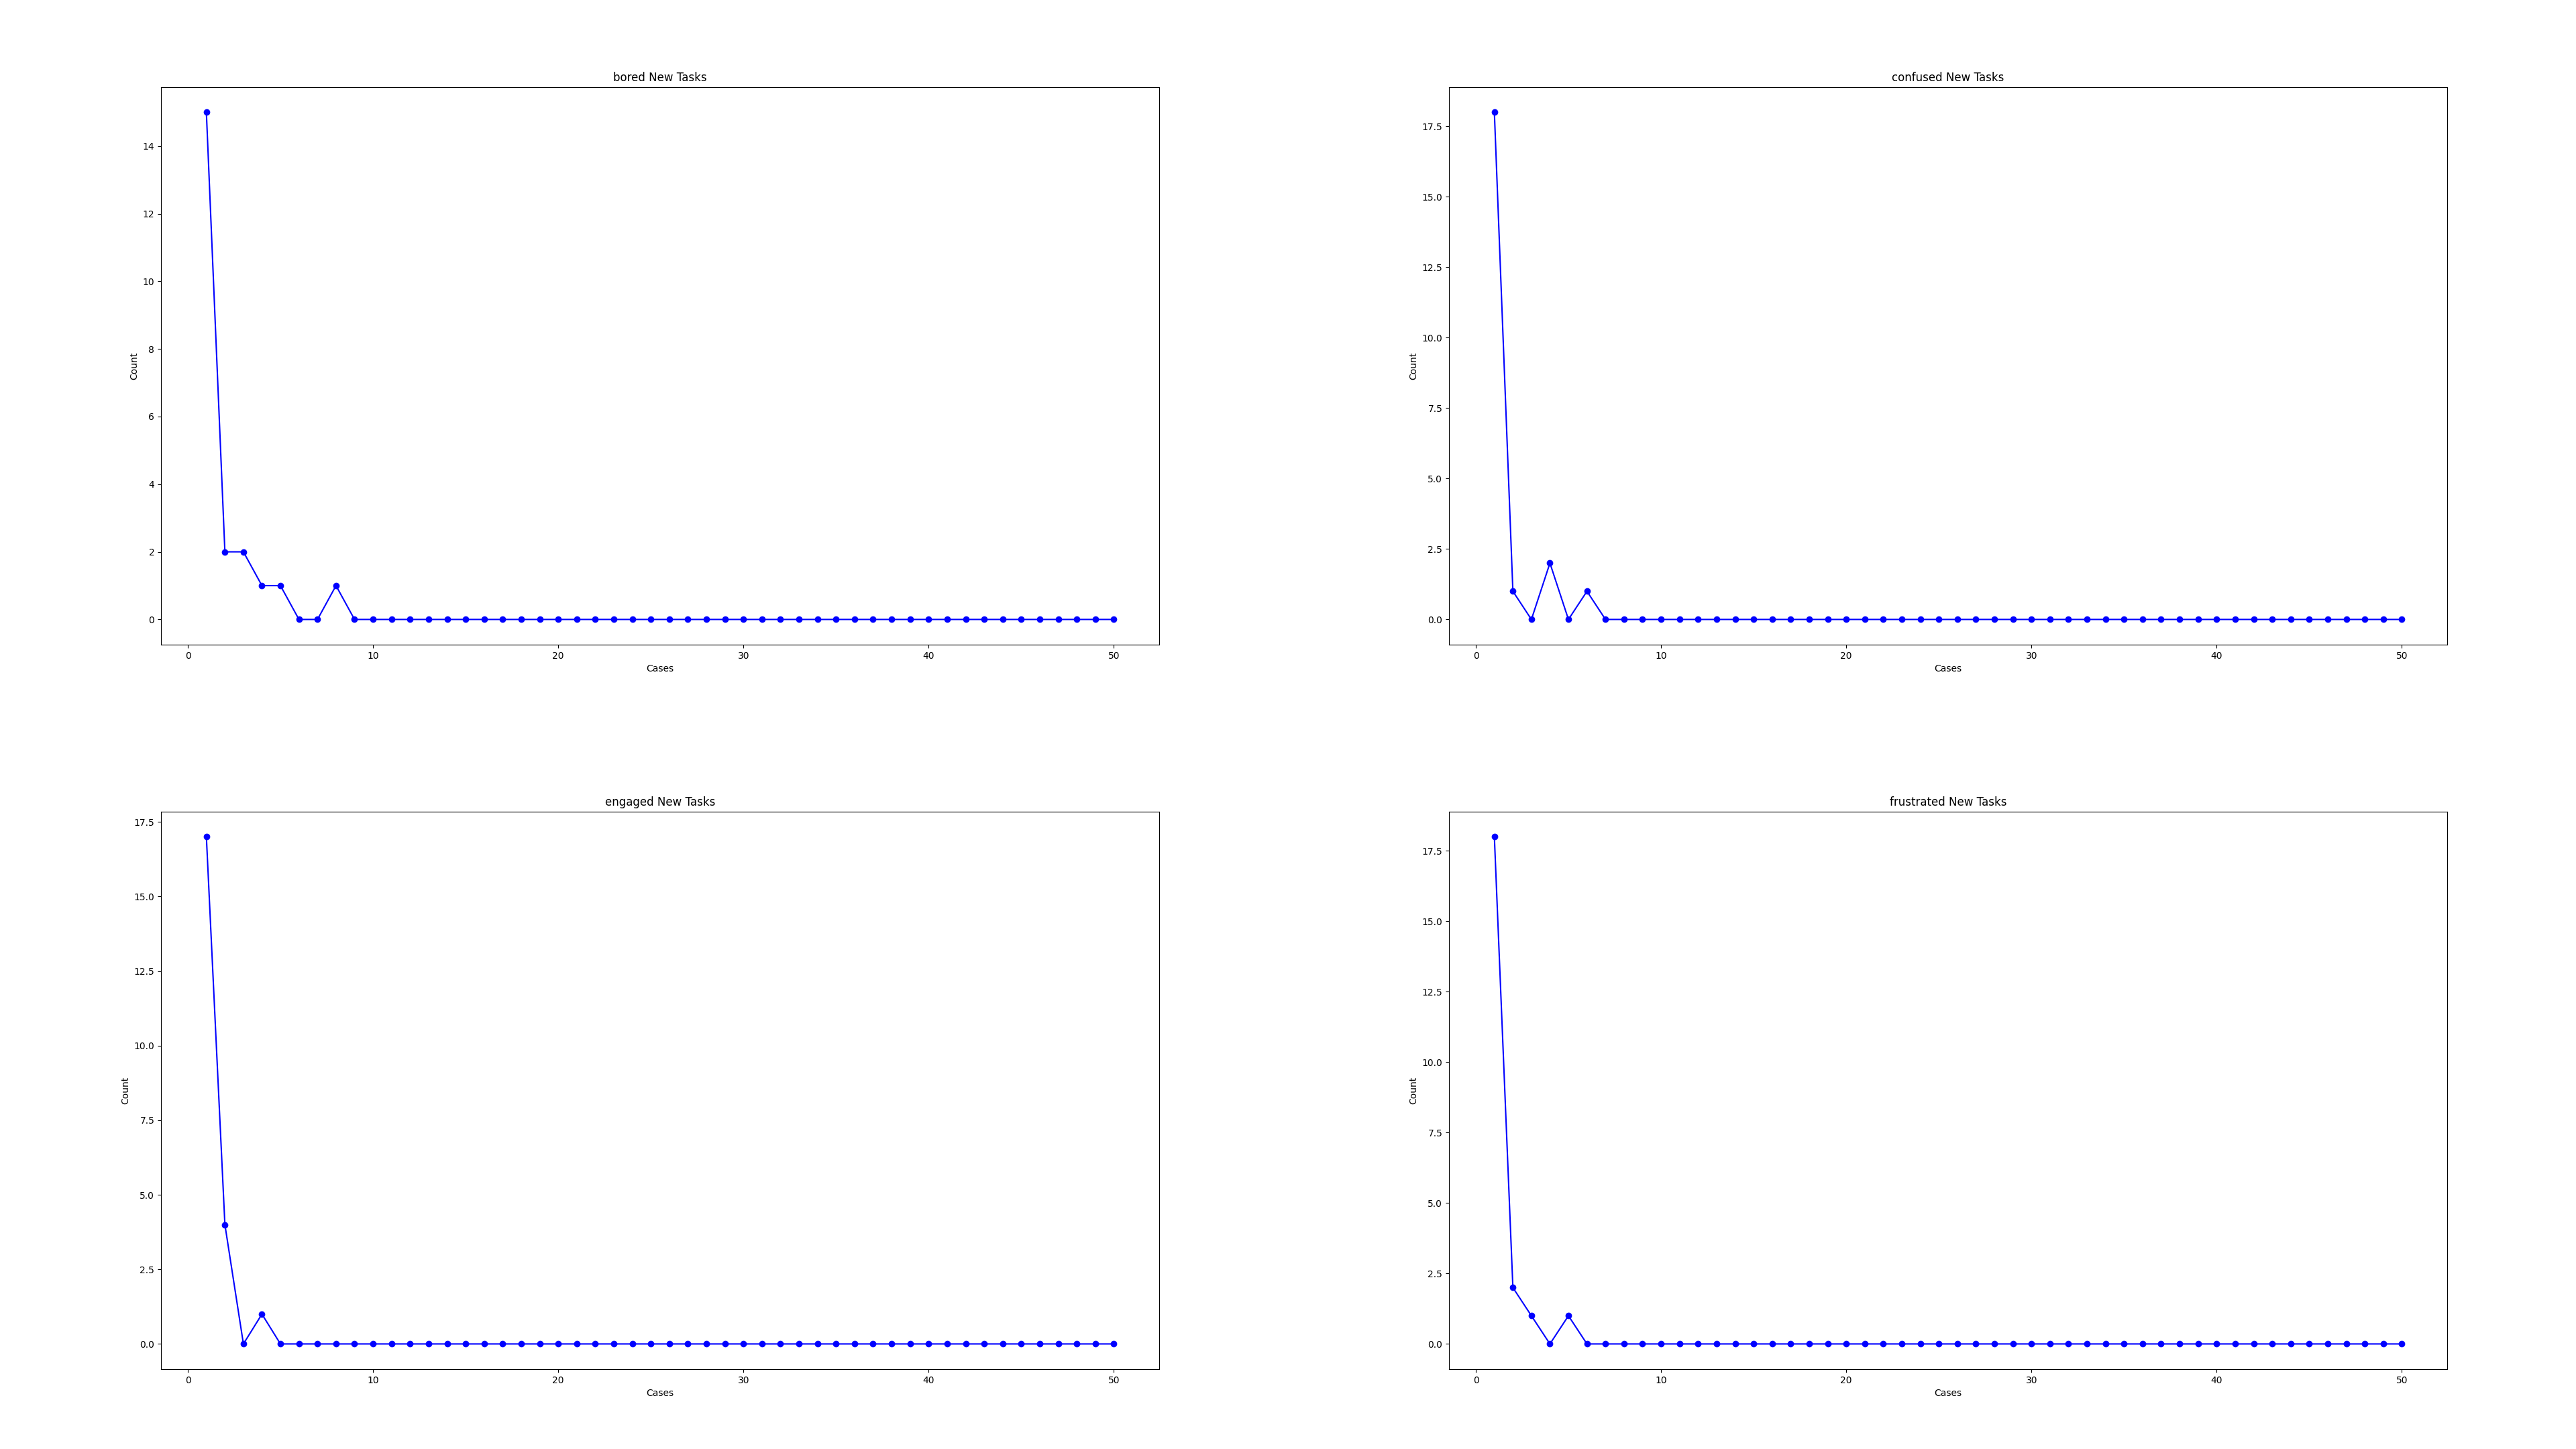 bored New Tasks
14
12
10
8
6
4
2
0
Count
0 10 20 30 40 50
Cases
confused New Tasks
17.5
15.0
12.5
10.0
7.5
5.0
2.5
0.0
Count
0 10 20 30 40 50
Cases
engaged New Tasks
17.5
15.0
12.5
10.0
7.5
5.0
2.5
0.0
Count
0 10 20 30 40 50
Cases
frustrated New Tasks
17.5
15.0
12.5
10.0
7.5
5.0
2.5
0.0
Count
0 10 20 30 40 50
Cases